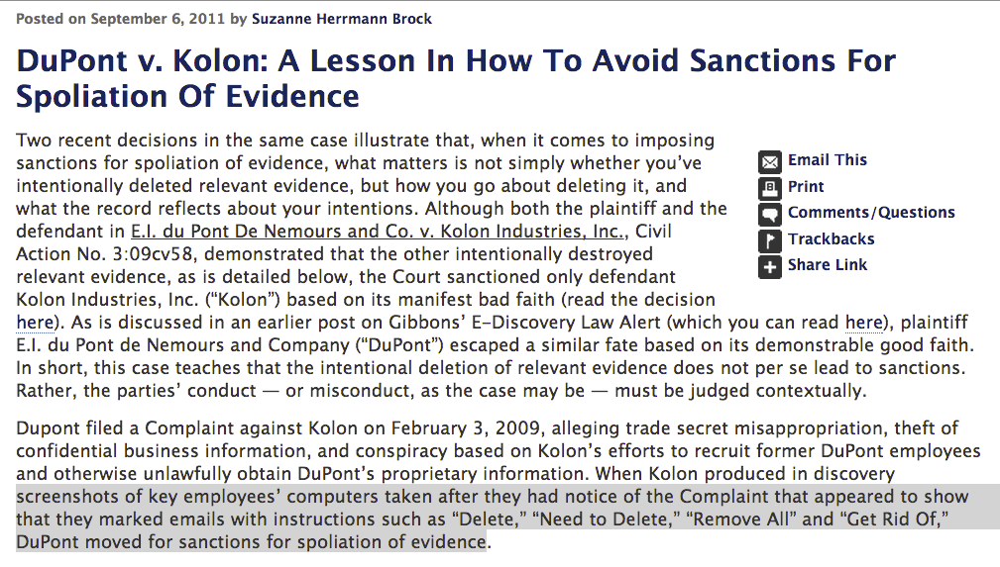 Posted on September 6, 2011 by Suzanne Herrmann Brock
DuPont v. Kolon: A Lesson In How To Avoid Sanctions For
Spoliation Of Evidence
Two recent decisions in the same case illustrate that, when it comes to imposing
sanctions for spoliation of evidence, what matters is not simply whether you’ve
intentionally deleted relevant evidence, but how you go about deleting it, and
what the record reflects about your intentions. Although both the plaintiff and the
defendant in E.I. du Pont De Nemours and Co. v. Kolon Industries, Inc., Civil
Action No. 3:09cv58, demonstrated that the other intentionally destroyed
relevant evidence, as is detailed below, the Court sanctioned only defendant
Kolon Industries, Inc. (“Kolon”) based on its manifest bad faith (read the decision
here). As is discussed in an earlier post on Gibbons’ E-Discovery Law Alert (which you can read here), plaintiff
E.I. du Pont de Nemours and Company (“DuPont”) escaped a similar fate based on its demonstrable good faith.
In short, this case teaches that the intentional deletion of relevant evidence does not per se lead to sanctions.
Rather, the parties’ conduct — or misconduct, as the case may be — must be judged contextually.
Email This
Print
Comments/Questions
Trackbacks
Share Link
Dupont filed a Complaint against Kolon on February 3, 2009, alleging trade secret misappropriation, theft of
confidential business information, and conspiracy based on Kolon’s efforts to recruit former DuPont employees
and otherwise unlawfully obtain DuPont’s proprietary information. When Kolon produced in discovery
screenshots of key employees’ computers taken after they had notice of the Complaint that appeared to show
that they marked emails with instructions such as “Delete,” “Need to Delete,” “Remove All” and “Get Rid Of,”
DuPont moved for sanctions for spoliation of evidence.